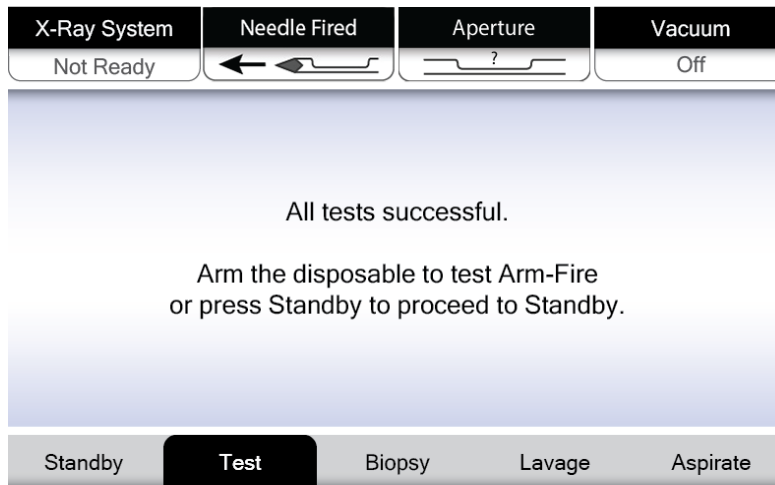 X-Ray System
Not Ready
Needle Fired
Aperture
?
Vacuum
Off
All tests successful.
Arm the disposable to test Arm-Fire
or press Standby to proceed to Standby.
Standby
Test
Biopsy
Lavage
Aspirate